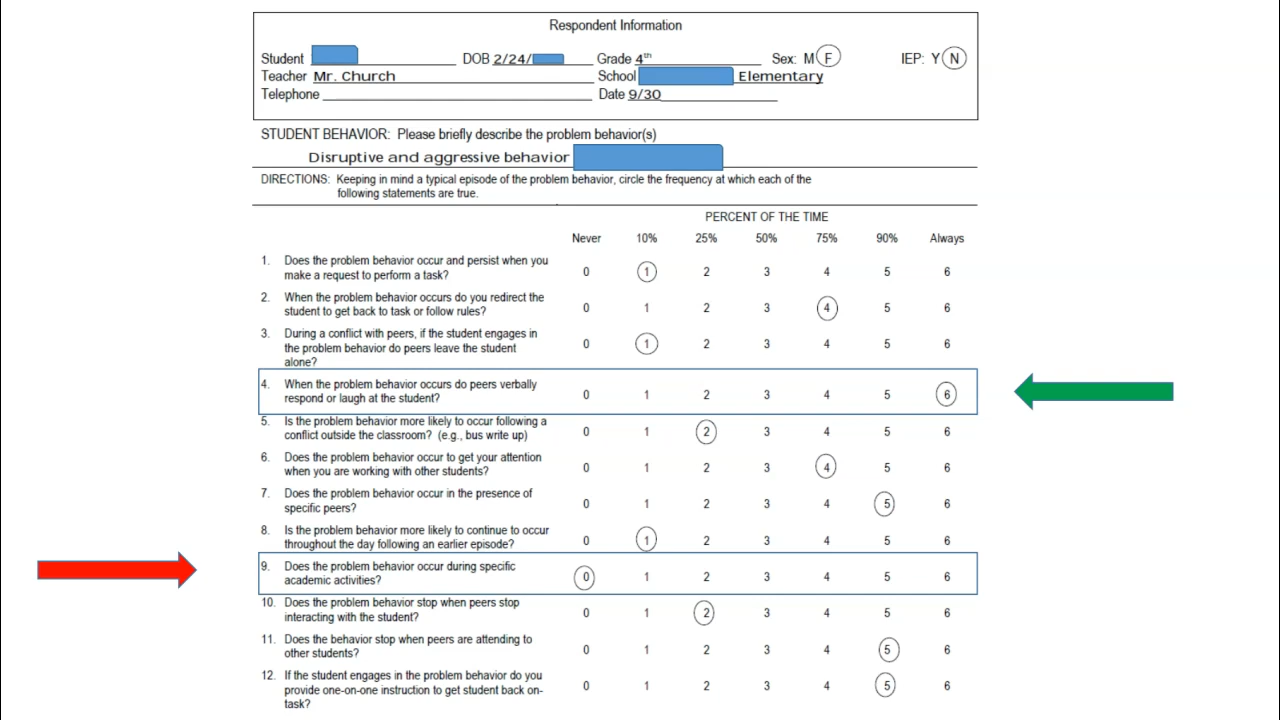 Respondent Information
Student DOB 2/24/ Grade 4th Sex: M F IEP: Y N
Teacher Mr. Church School Elementary
Telephone Date 9/30
STUDENT BEHAVIOR: Please briefly describe the problem behavior(s)
Disruptive and aggressive behavior
DIRECTIONS: Keeping in mind a typical episode of the problem behavior, circle the frequency at which each of the
following statements are true.
PERCENT OF THE TIME
Never 10% 25% 50% 75% 90% Always
1. Does the problem behavior occur and persist when you
make a request to perform a task? 0 1 2 3 4 5 6
2. When the problem behavior occurs do you redirect the
student to get back to task or follow rules? 0 1 2 3 4 5 6
3. During a conflict with peers, if the student engages in
the problem behavior do peers leave the student 0 1 2 3 4 5 6
alone?
4. When the problem behavior occurs do peers verbally
respond or laugh at the student? 0 1 2 3 4 5 6
5. Is the problem behavior more likely to occur following a
conflict outside the classroom? (e.g., bus write up) 0 1 2 3 4 5 6
6. Does the problem behavior occur to get your attention
when you are working with other students? 0 1 2 3 4 5 6
7. Does the problem behavior occur in the presence of
specific peers? 0 1 2 3 4 5 6
8. Is the problem behavior more likely to continue to occur
throughout the day following an earlier episode? 0 1 2 3 4 5 6
9. Does the problem behavior occur during specific
academic activities? 0 1 2 3 4 5 6
10. Does the problem behavior stop when peers stop
interacting with the student? 0 1 2 3 4 5 6
11. Does the behavior stop when peers are attending to
other students? 0 1 2 3 4 5 6
12. If the student engages in the problem behavior do you
provide one-on-one instruction to get student back on- 0 1 2 3 4 5 6
task?